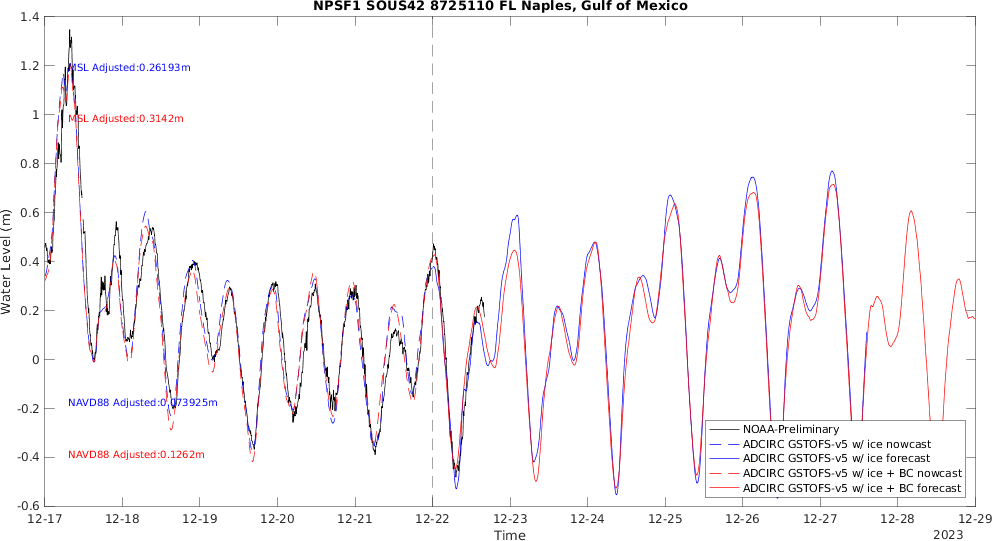 NPSF1 SOUS42 8725110 FL Naples, Gulf of Mexico
1.4
1.2
1
0.8
0.6
0.4
0.2
0
-0.2
-0.4
-0.6
Water Level (m)
MSL Adjusted:0.26193m
MSL Adjusted:0.3142m
NAVD88 Adjusted:0.073925m
NAVD88 Adjusted:0.1262m
NOAA-Preliminary
ADCIRC GSTOFS-v5 w/ ice nowcast
ADCIRC GSTOFS-v5 w/ ice forecast
ADCIRC GSTOFS-v5 w/ ice + BC nowcast
ADCIRC GSTOFS-v5 w/ ice + BC forecast
12-17 12-18 12-19 12-20 12-21 12-22 12-23 12-24 12-25 12-26 12-27 12-28 12-29
Time
2023